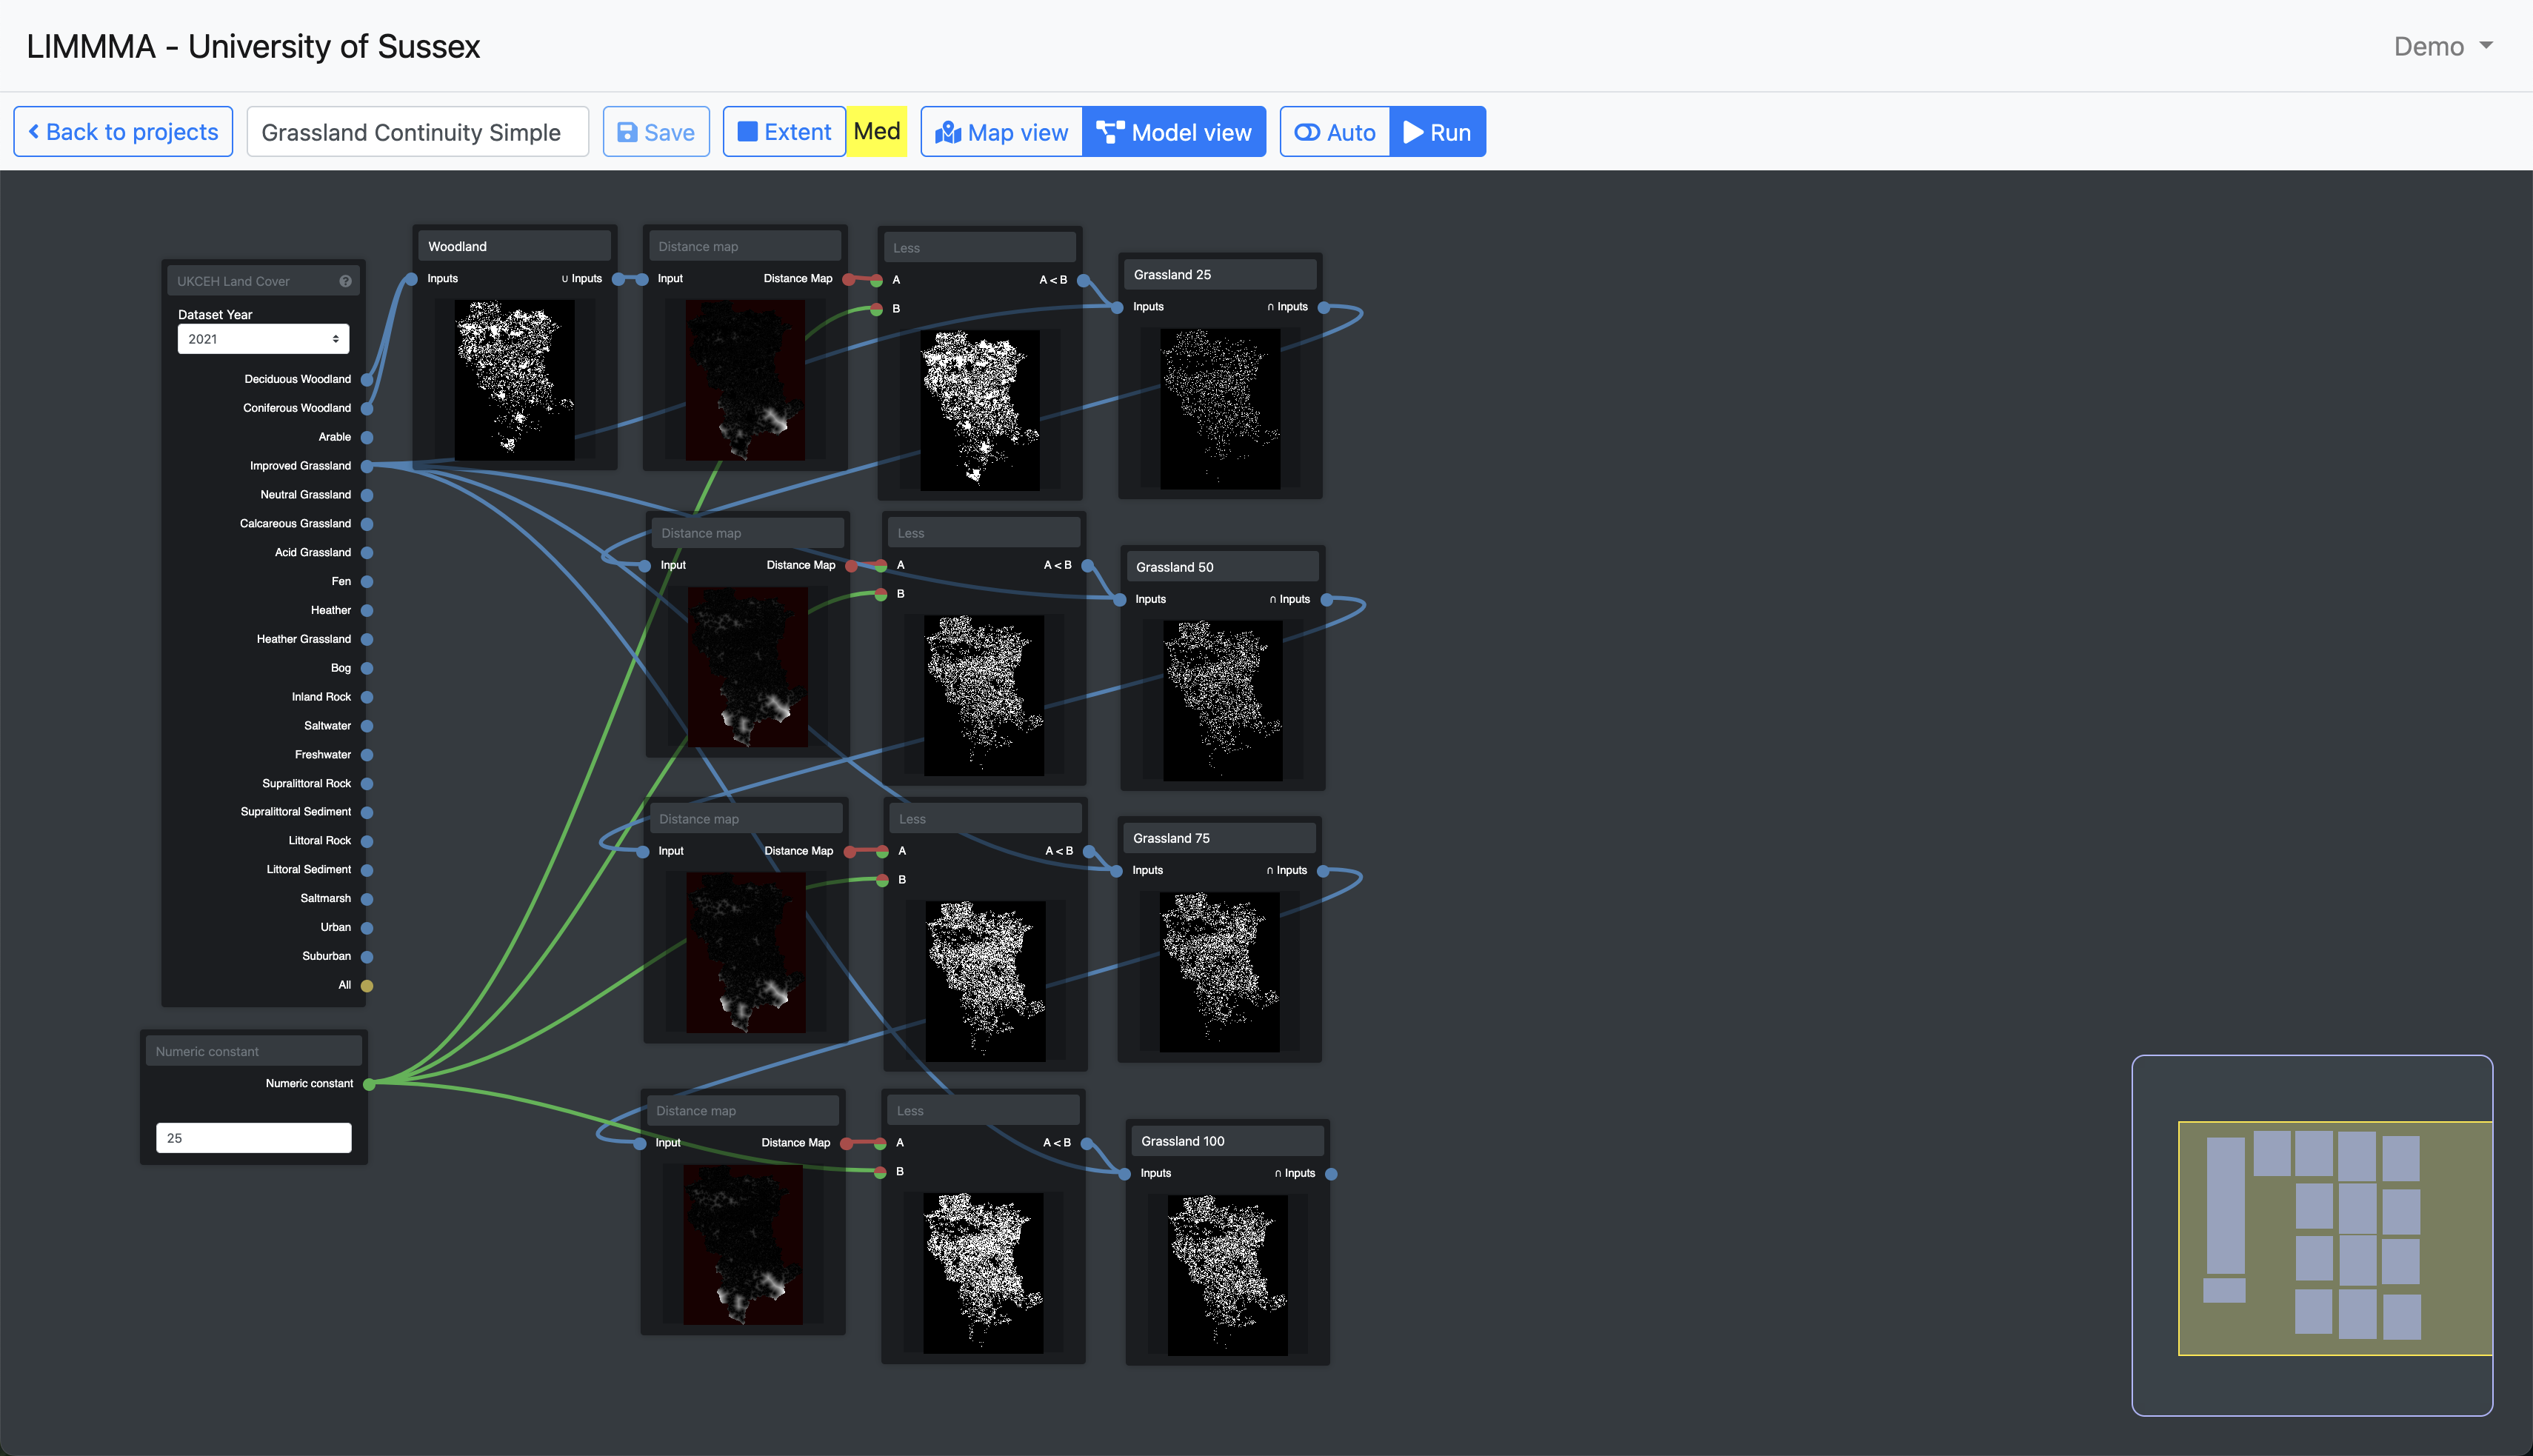 LIMMMA - University of Sussex
Demo
Back to projects
Grassland Continuity Simple
Save
Extent
Med
Map view
Model view
Auto
Run
UKCEH Land Cover
Dataset Year
2021
Deciduous Woodland
Coniferous Woodland
Arable
Improved Grassland
Neutral Grassland
Calcareous Grassland
Acid Grassland
Fen
Heather
Heather Grassland
Bog
Inland Rock
Saltwater
Freshwater
Supralittoral Rock
Supralittoral Sediment
Littoral Rock
Littoral Sediment
Saltmarsh
Urban
Suburban
All
Numeric constant
Numeric constant
25
Woodland
Inputs
∪ Inputs
Distance map
Input
Distance Map
Less
A
A < B
B
Grassland 25
Inputs
∩ Inputs
Distance map
Input
Distance Map
Less
A
A < B
B
Grassland 50
Inputs
∩ Inputs
Distance map
Input
Distance Map
Less
A
A < B
B
Grassland 75
Inputs
∩ Inputs
Distance map
Input
Distance Map
Less
A
A < B
B
Grassland 100
Inputs
∩ Inputs